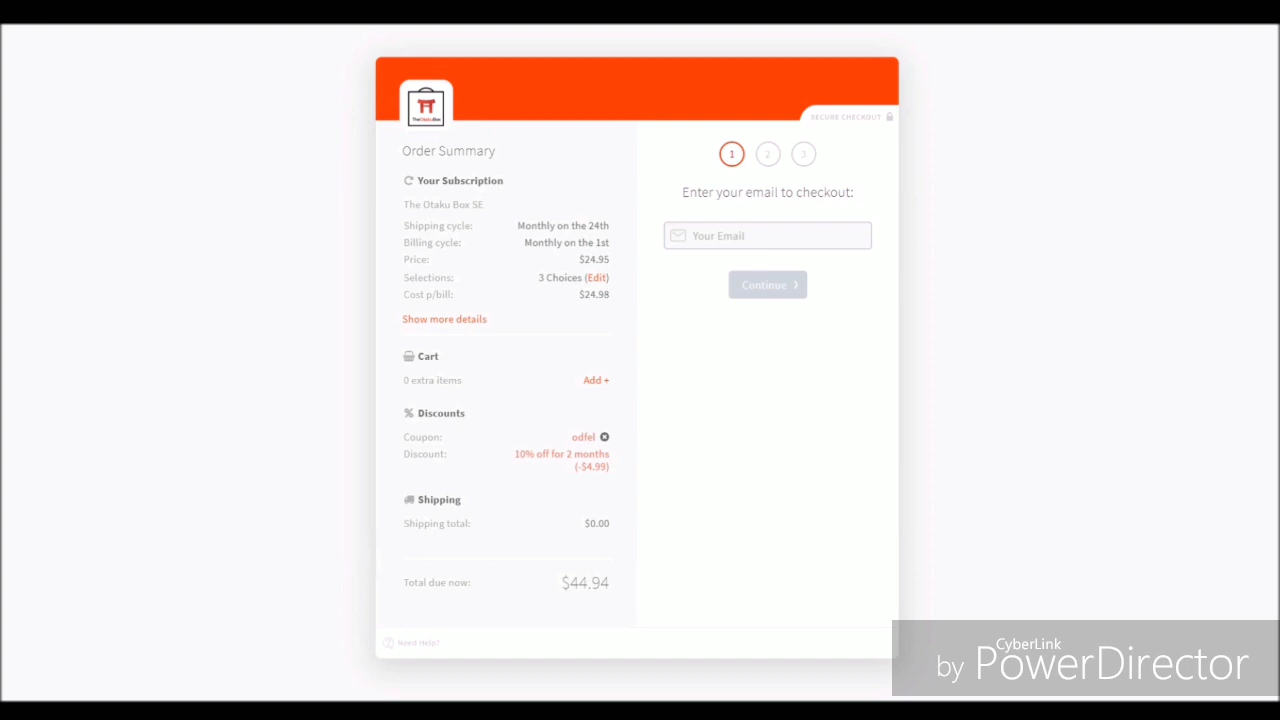 TheOtakuBox
SECURE CHECKOUT
Order Summary
Your Subscription
The Otaku Box SE
Shipping cycle: Monthly on the 24th
Billing cycle: Monthly on the 1st
Price: $24.95
Selections: 3 Choices (Edit)
Cost p/bill: $24.98
Show more details
Cart
0 extra items Add +
Discounts
Coupon: odfel
Discount: 10% off for 2 months
(-$4.99)
Shipping
Shipping total: $0.00
Total due now: $44.94
Need Help?
1 2 3
Enter your email to checkout:
Your Email
Continue
CyberLink
by PowerDirector